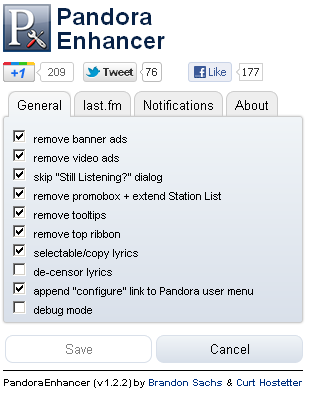 Pandora
Enhancer
+1 209 Tweet 76 Like 177
General last.fm Notifications About
remove banner ads
remove video ads
skip "Still Listening?" dialog
remove promobox + extend Station List
remove tooltips
remove top ribbon
selectable/copy lyrics
de-censor lyrics
append "configure" link to Pandora user menu
debug mode
Save Cancel
PandoraEnhancer (v1.2.2) by Brandon Sachs & Curt Hostetter